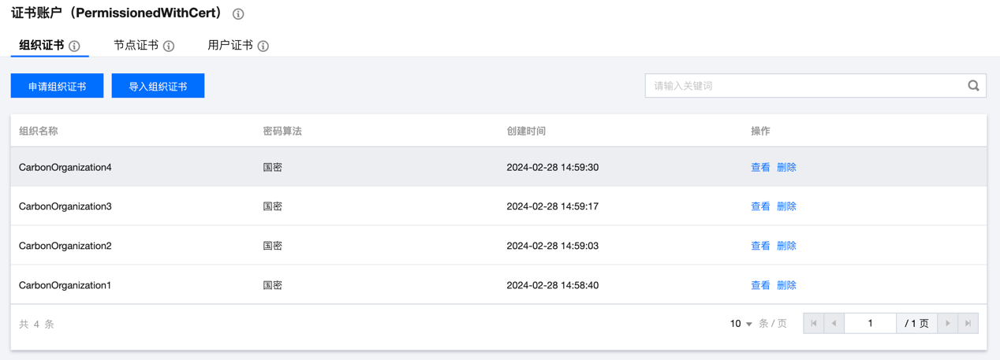 证书账户（PermissionedWithCert）
组织证书 节点证书 用户证书
申请组织证书 导入组织证书 请输入关键词
组织名称 密码算法 创建时间 操作
CarbonOrganization4 国密 2024-02-28 14:59:30 查看 删除
CarbonOrganization3 国密 2024-02-28 14:59:17 查看 删除
CarbonOrganization2 国密 2024-02-28 14:59:03 查看 删除
CarbonOrganization1 国密 2024-02-28 14:58:40 查看 删除
共 4 条 10 条 / 页 1 / 1 页